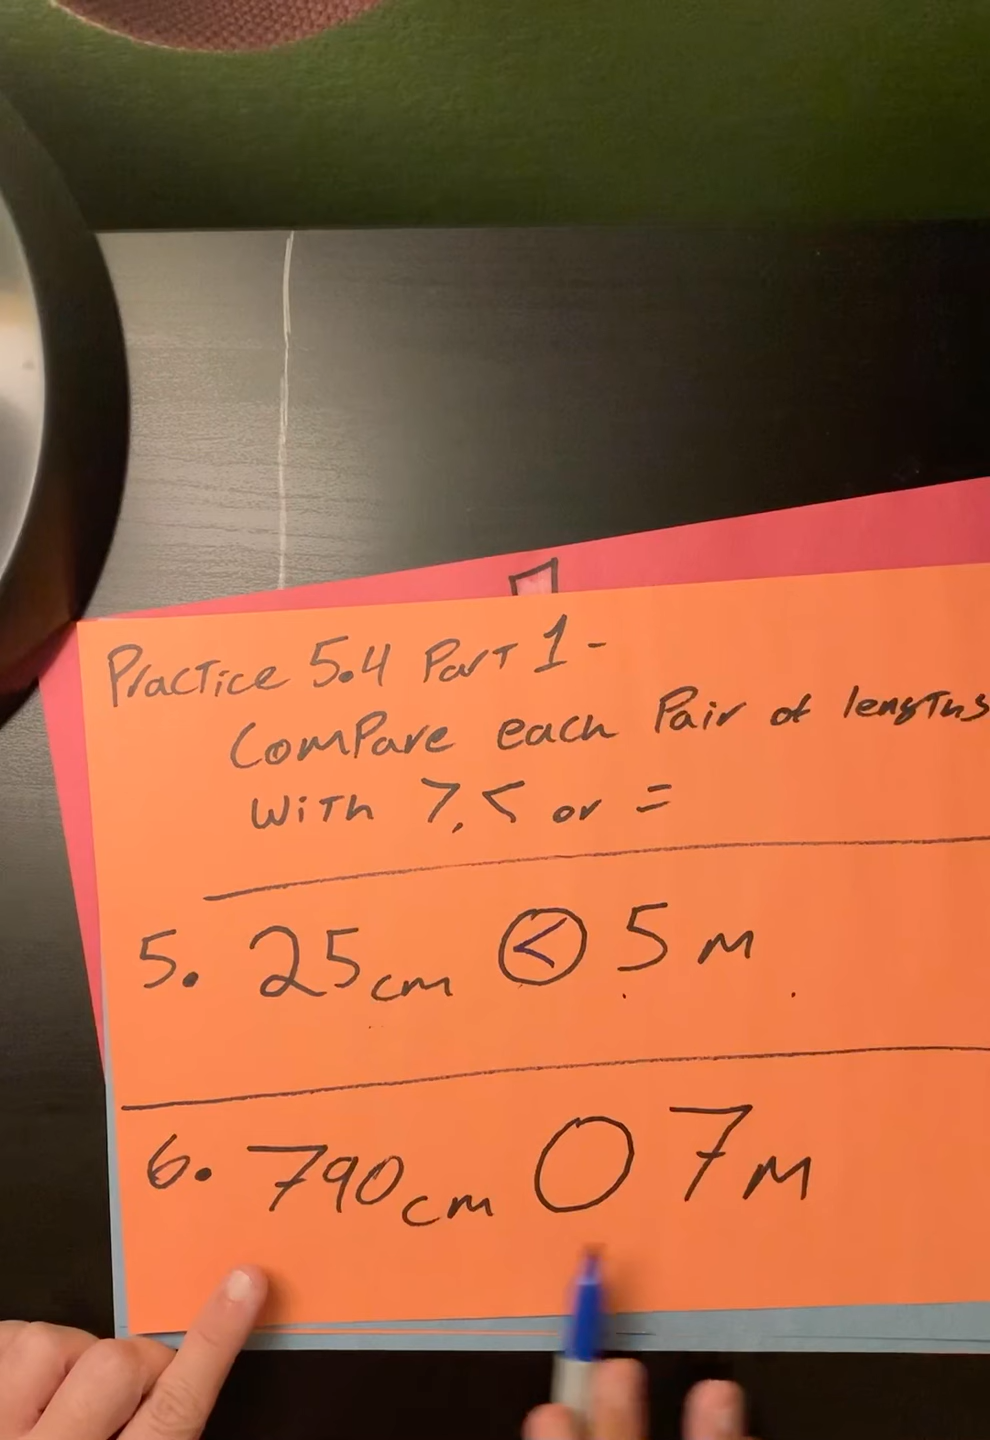 Practice 5.4 Part 1 -
Compare each Pair of lengths
with >, < or =
5. 25 cm < 5 M
6. 790 cm ○ 7 M